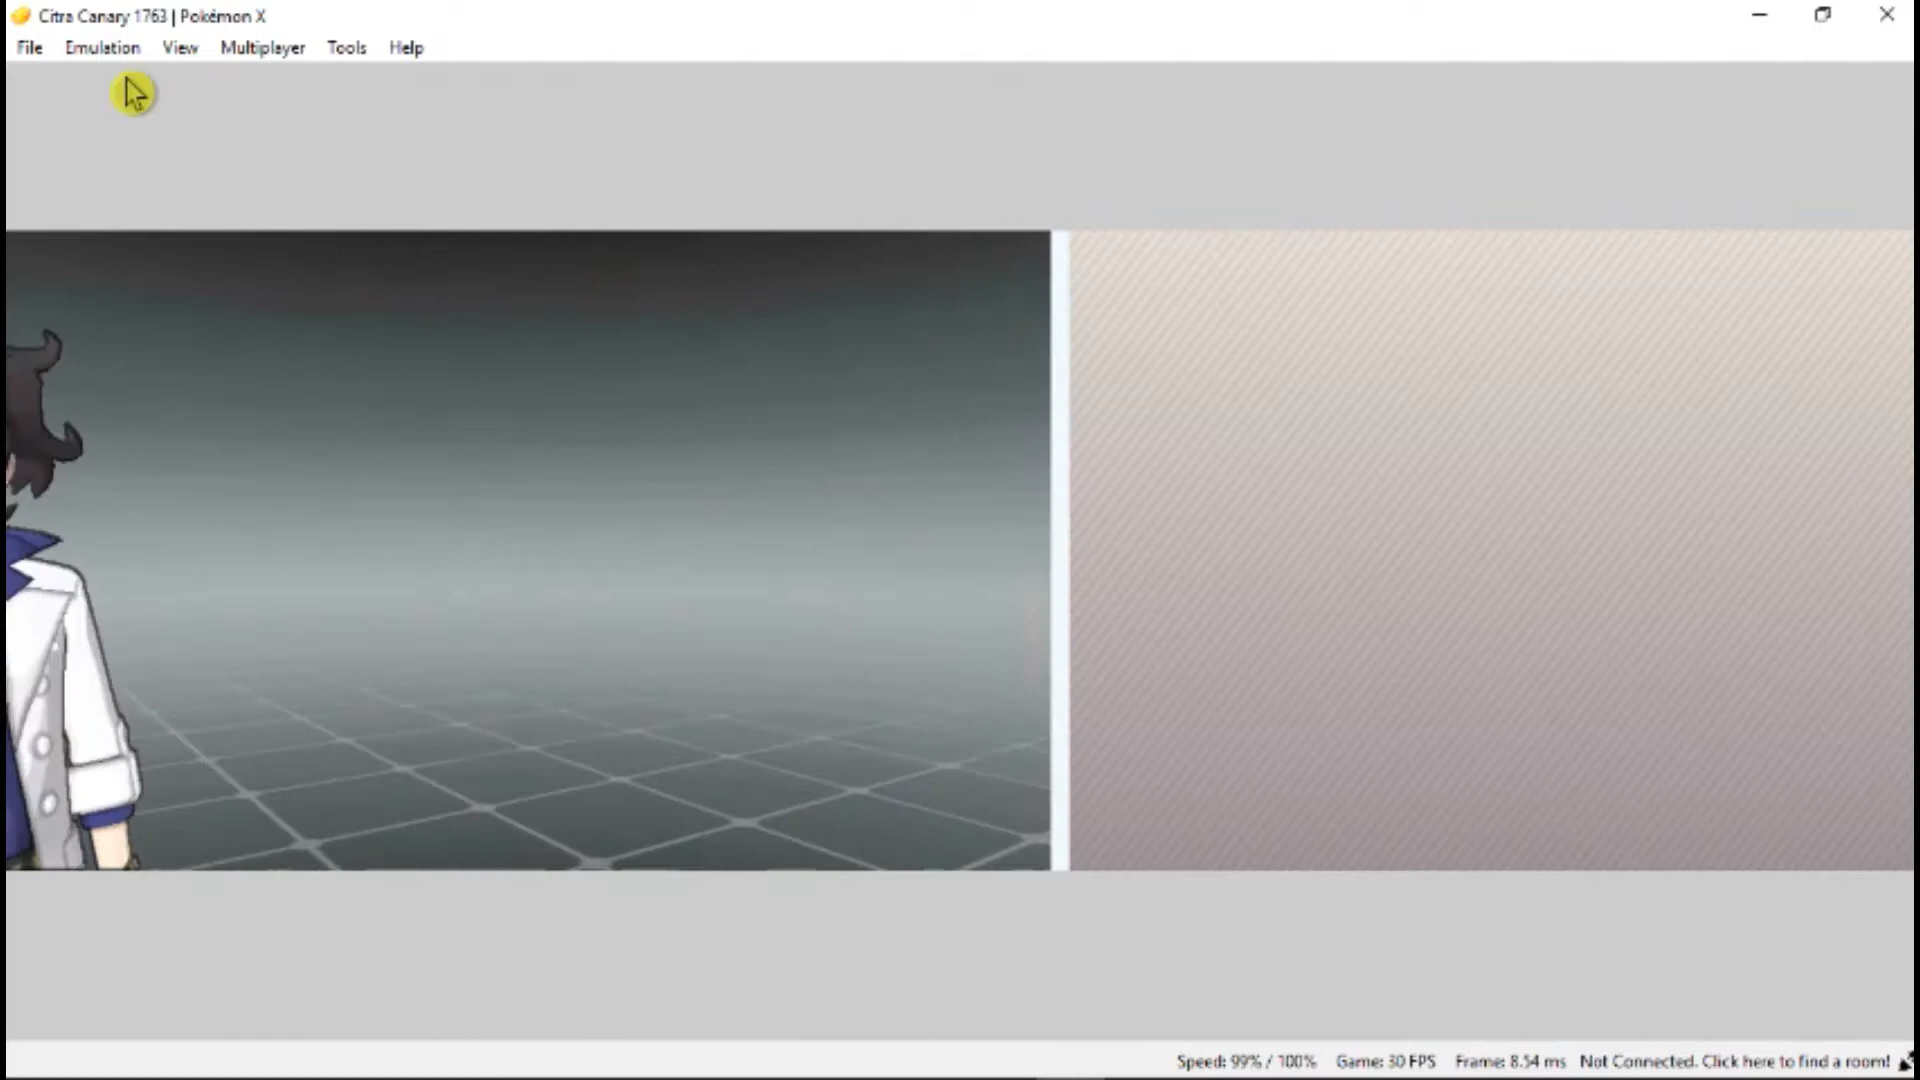 Citra Canary 1763 | Pokémon X
File Emulation View Multiplayer Tools Help
Speed: 99% / 100% Game: 30 FPS Frame: 8.54 ms Not Connected. Click here to find a room!